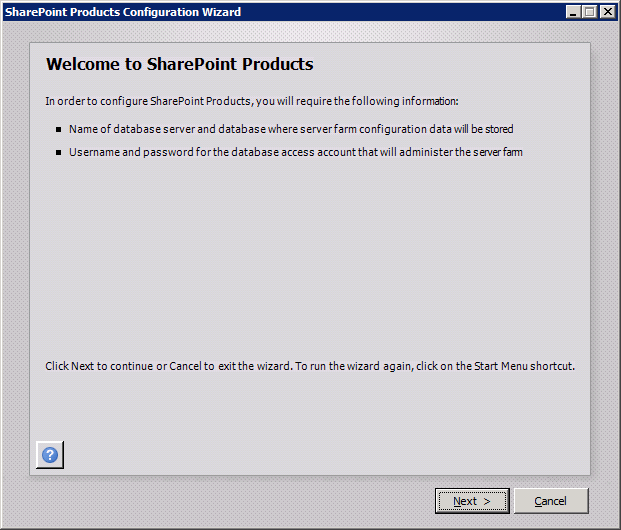 SharePoint Products Configuration Wizard
Welcome to SharePoint Products
In order to configure SharePoint Products, you will require the following information:
Name of database server and database where server farm configuration data will be stored
Username and password for the database access account that will administer the server farm
Click Next to continue or Cancel to exit the wizard. To run the wizard again, click on the Start Menu shortcut.
?
Next >
Cancel